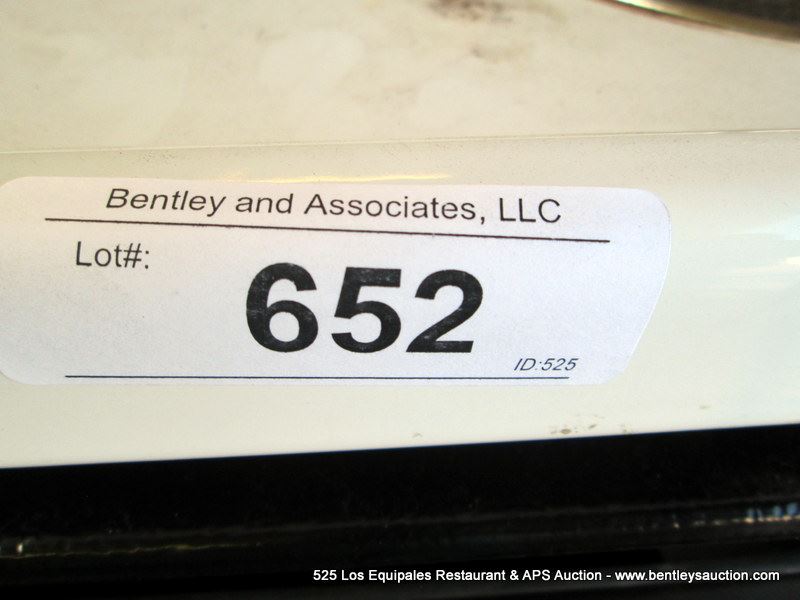 Bentley and Associates, LLC
Lot#:
652
ID:525
525 Los Equipales Restaurant & APS Auction - www.bentleysauction.com